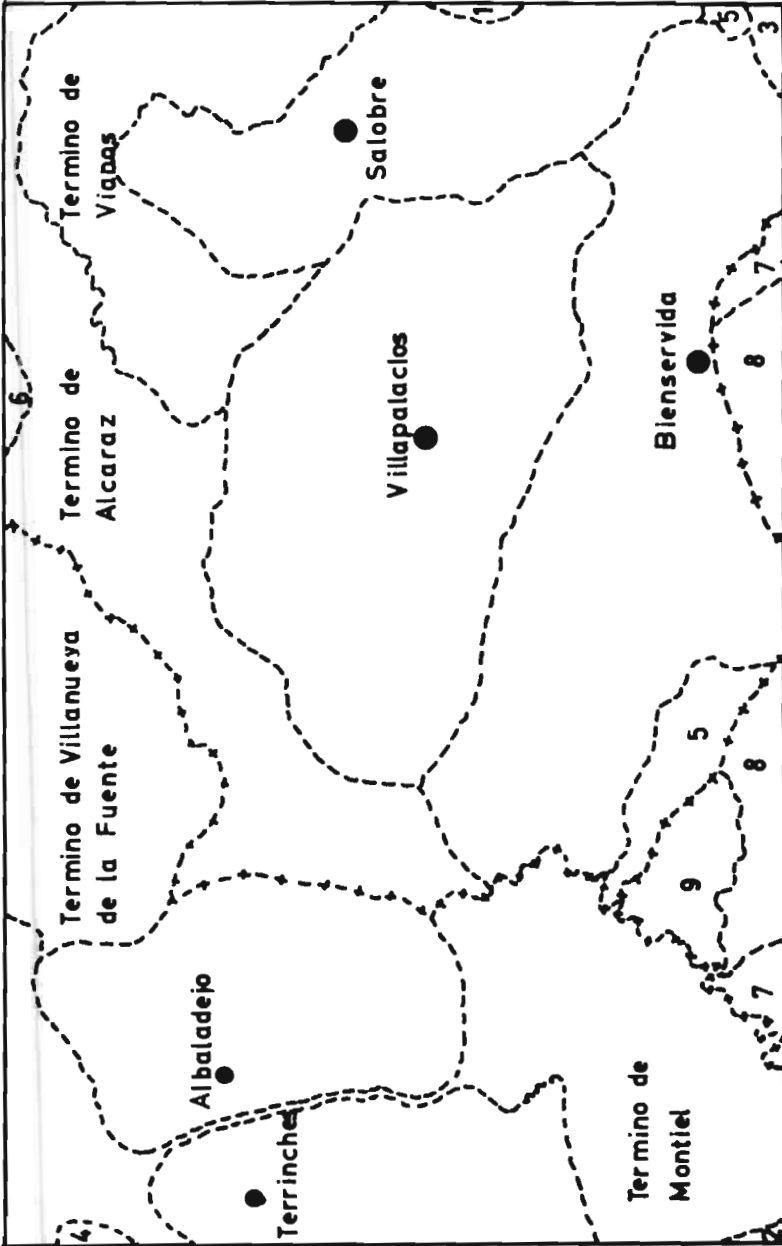 6
4
Termino de Villanueva
de la Fuente
Termino de
Alcaraz
Termino de
Vianos
Albaladejo
Terrinches
Salobre
Villapalacios
1
Termino de
Montiel
Bienservida
5
9
8
7
8
7
5
3